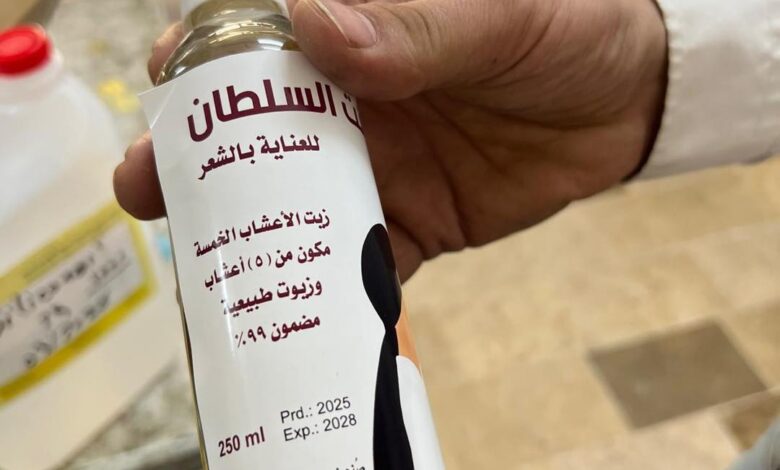 السلطان
للعناية بالشعر
زيت الأعشاب الخمسة
مكون من (٥) أعشاب
وزيوت طبيعية
مضمون ٩٩٪
Prd.: 2025
Exp.: 2028
250 ml